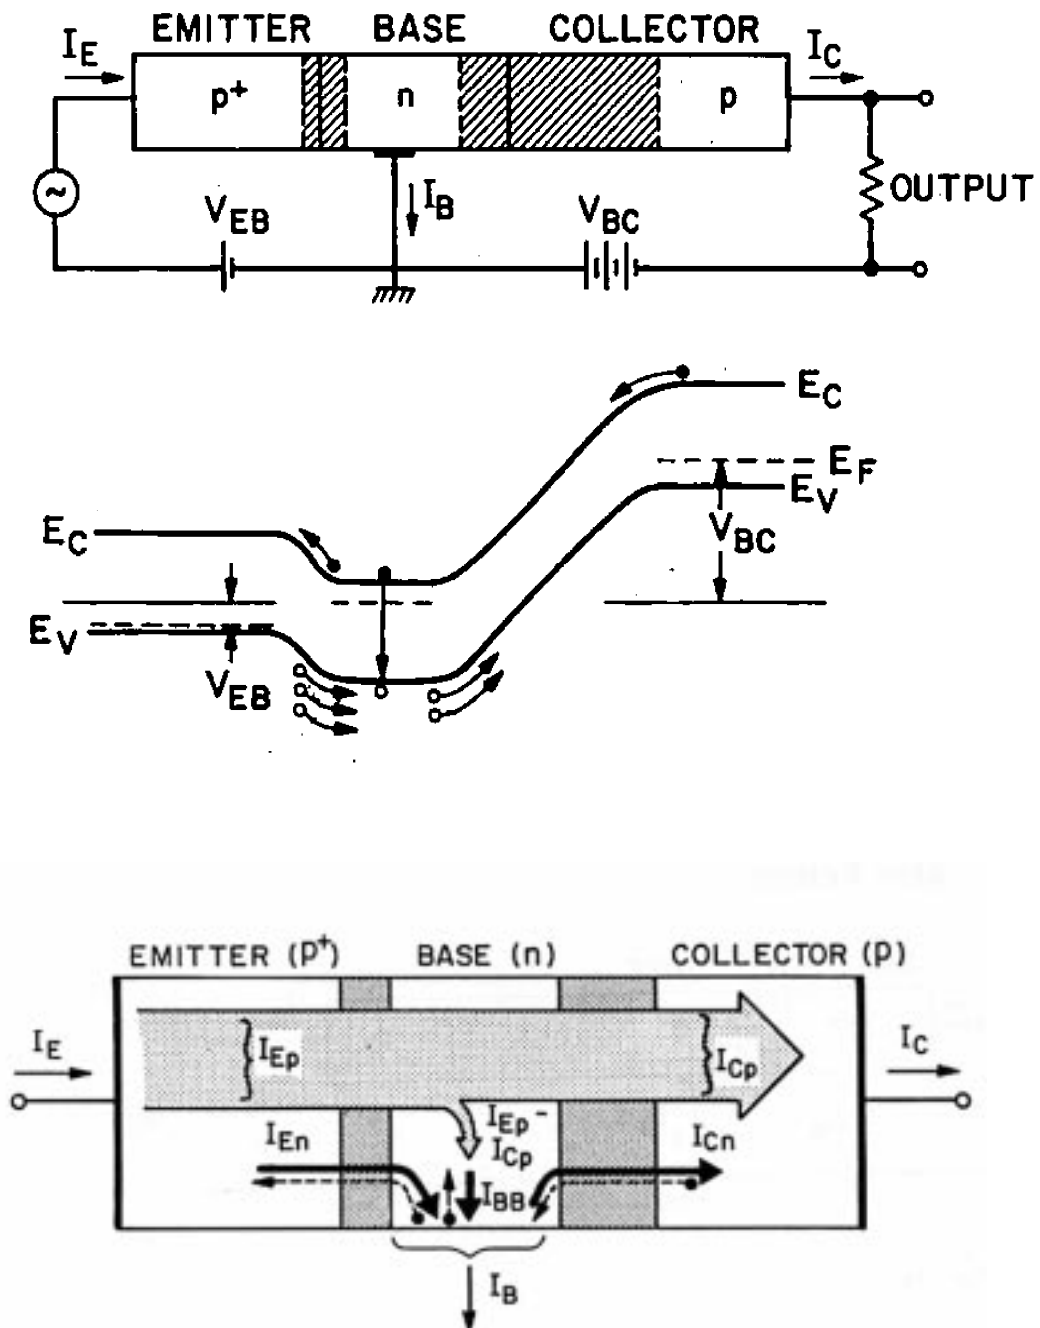 EMITTER BASE COLLECTOR
I_E I_C
p+ n p
~
V_EB I_B V_BC OUTPUT
E_C
E_F
E_V
V_BC
E_C
E_V
V_EB
EMITTER (P+) BASE (n) COLLECTOR (p)
I_E I_Ep I_Cp I_C
I_En I_Ep - I_Cp I_Cn
I_BB
I_B